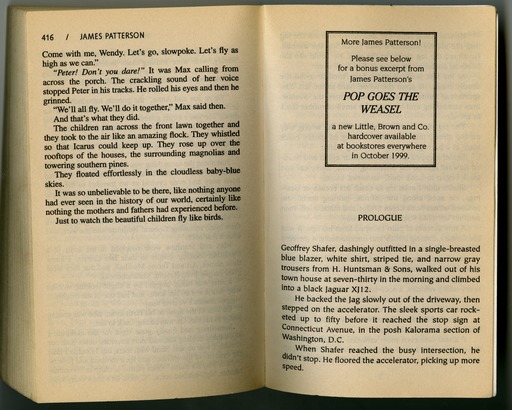 416 / JAMES PATTERSON
Come with me, Wendy. Let's go, slowpoke. Let's fly as
high as we can."
"Peter! Don't you dare!" It was Max calling from
across the porch. The crackling sound of her voice
stopped Peter in his tracks. He rolled his eyes and then he
grinned.
"We'll all fly. We'll do it together," Max said then.
And that's what they did.
The children ran across the front lawn together and
they took to the air like an amazing flock. They whistled
so that Icarus could keep up. They rose up over the
rooftops of the houses, the surrounding magnolias and
towering southern pines.
They floated effortlessly in the cloudless baby-blue
skies.
It was so unbelievable to be there, like nothing anyone
had ever seen in the history of our world, certainly like
nothing the mothers and fathers had experienced before.
Just to watch the beautiful children fly like birds.
More James Patterson!
Please see below
for a bonus excerpt from
James Patterson's
POP GOES THE
WEASEL
a new Little, Brown and Co.
hardcover available
at bookstores everywhere
in October 1999.
PROLOGUE
Geoffrey Shafer, dashingly outfitted in a single-breasted
blue blazer, white shirt, striped tie, and narrow gray
trousers from H. Huntsman & Sons, walked out of his
town house at seven-thirty in the morning and climbed
into a black Jaguar XJ12.
He backed the Jag slowly out of the driveway, then
stepped on the accelerator. The sleek sports car rock-
eted up to fifty before it reached the stop sign at
Connecticut Avenue, in the posh Kalorama section of
Washington, D.C.
When Shafer reached the busy intersection, he
didn't stop. He floored the accelerator, picking up more
speed.